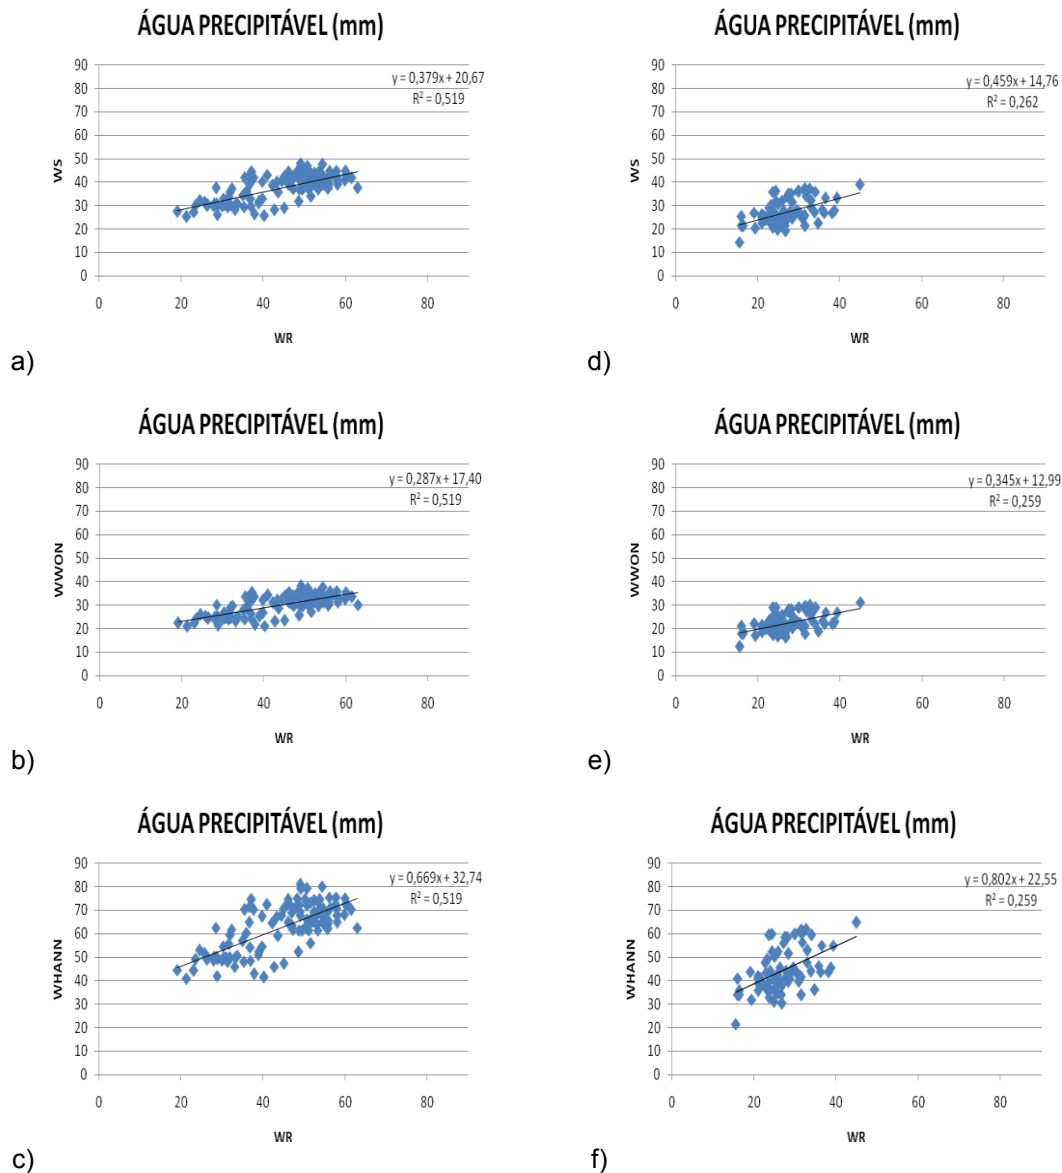 ÁGUA PRECIPITÁVEL (mm)
y = 0,379x + 20,67
R² = 0,519
90
80
70
60
50
40
30
20
10
0
WS
0 20 40 60 80
WR
a)
ÁGUA PRECIPITÁVEL (mm)
y = 0,459x + 14,76
R² = 0,262
90
80
70
60
50
40
30
20
10
0
WS
0 20 40 60 80
WR
d)
ÁGUA PRECIPITÁVEL (mm)
y = 0,287x + 17,40
R² = 0,519
90
80
70
60
50
40
30
20
10
0
WWON
0 20 40 60 80
WR
b)
ÁGUA PRECIPITÁVEL (mm)
y = 0,345x + 12,99
R² = 0,259
90
80
70
60
50
40
30
20
10
0
WWON
0 20 40 60 80
WR
e)
ÁGUA PRECIPITÁVEL (mm)
y = 0,669x + 32,74
R² = 0,519
90
80
70
60
50
40
30
20
10
0
WHANN
0 20 40 60 80
WR
c)
ÁGUA PRECIPITÁVEL (mm)
y = 0,802x + 22,55
R² = 0,259
90
80
70
60
50
40
30
20
10
0
WHANN
0 20 40 60 80
WR
f)